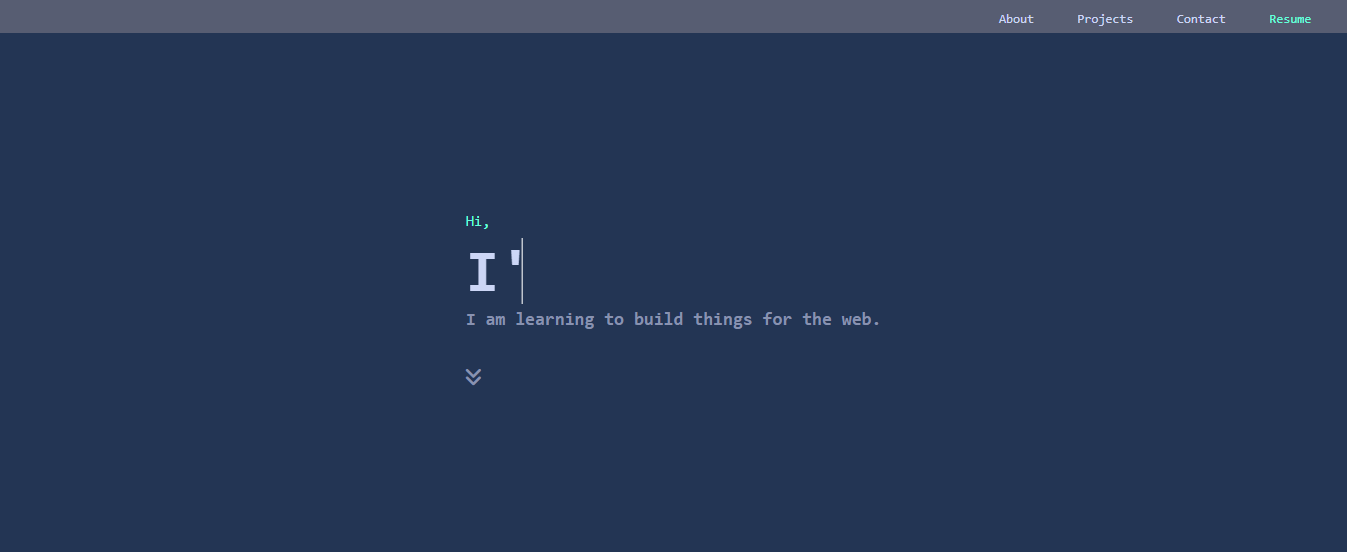 About Projects Contact Resume
Hi,
I'
I am learning to build things for the web.